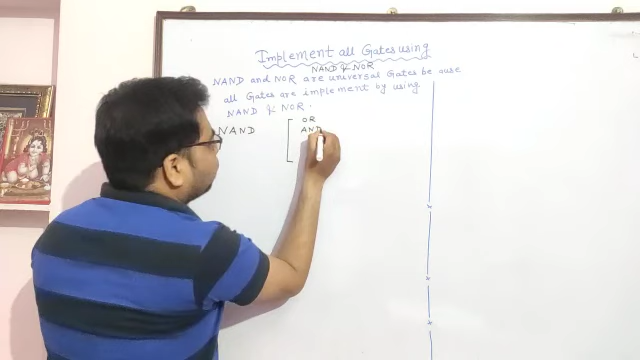 Implement all Gates using
NAND & NOR
NAND and NOR are universal Gates because
all Gates are implement by using
NAND & NOR.
NAND
OR
AND